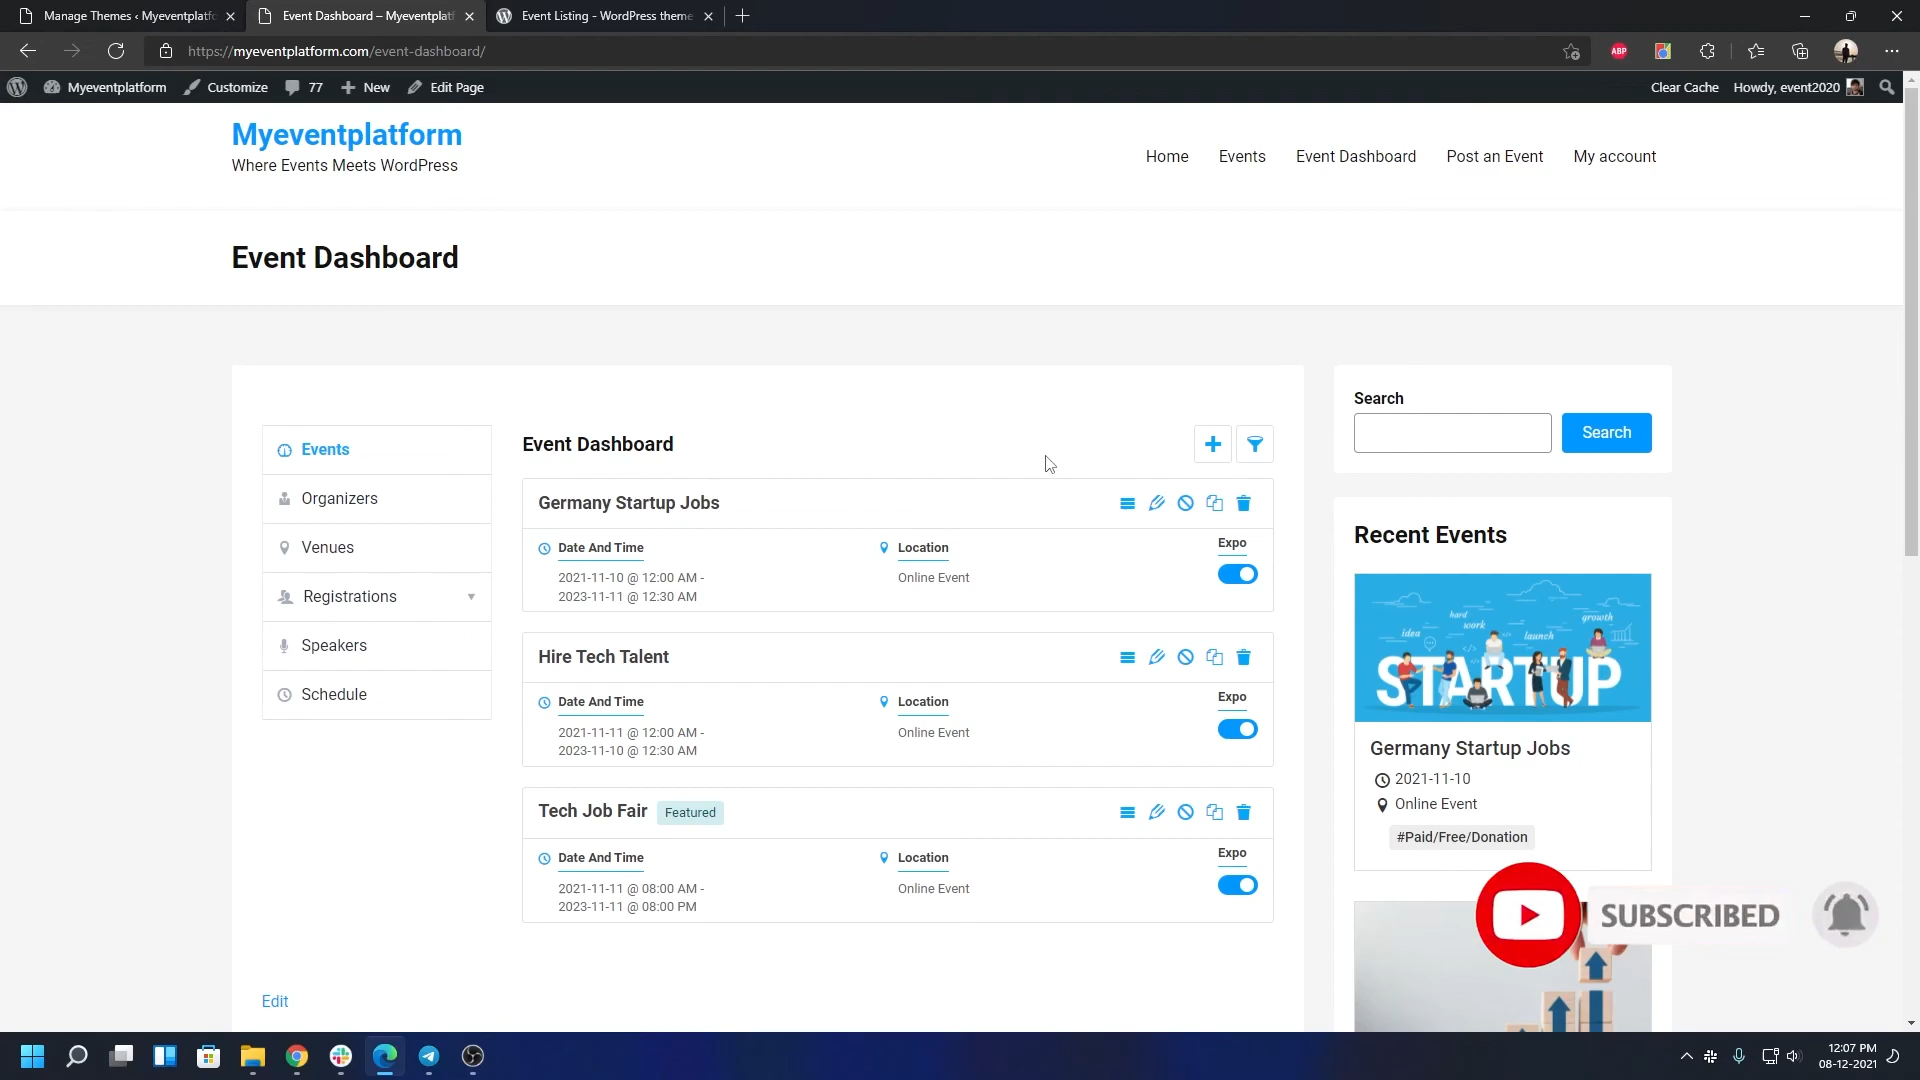 Manage Themes ‹ Myeventplatfo
Event Dashboard – Myeventplatf
Event Listing - WordPress theme
https://myeventplatform.com/event-dashboard/
ABP
Myeventplatform
Customize
77
New
Edit Page
Clear Cache
Howdy, event2020
Myeventplatform
Where Events Meets WordPress
Home
Events
Event Dashboard
Post an Event
My account
Event Dashboard
Events
Organizers
Venues
Registrations
Speakers
Schedule
Event Dashboard
Germany Startup Jobs
Date And Time
2021-11-10 @ 12:00 AM -
2023-11-11 @ 12:30 AM
Location
Online Event
Expo
Hire Tech Talent
Date And Time
2021-11-11 @ 12:00 AM -
2023-11-10 @ 12:30 AM
Location
Online Event
Expo
Tech Job Fair
Featured
Date And Time
2021-11-11 @ 08:00 AM -
2023-11-11 @ 08:00 PM
Location
Online Event
Expo
Edit
Search
Search
Recent Events
idea
hard
work
launch
growth
STARTUP
Germany Startup Jobs
2021-11-10
Online Event
#Paid/Free/Donation
SUBSCRIBED
12:07 PM
08-12-2021